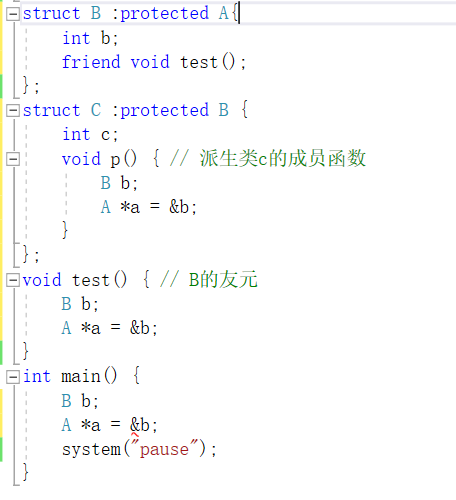 struct B :protected A{
    int b;
    friend void test();
};
struct C :protected B {
    int c;
    void p() { // 派生类c的成员函数
        B b;
        A *a = &b;
    }
};
void test() { // B的友元
    B b;
    A *a = &b;
}
int main() {
    B b;
    A *a = &b;
    system("pause");
}